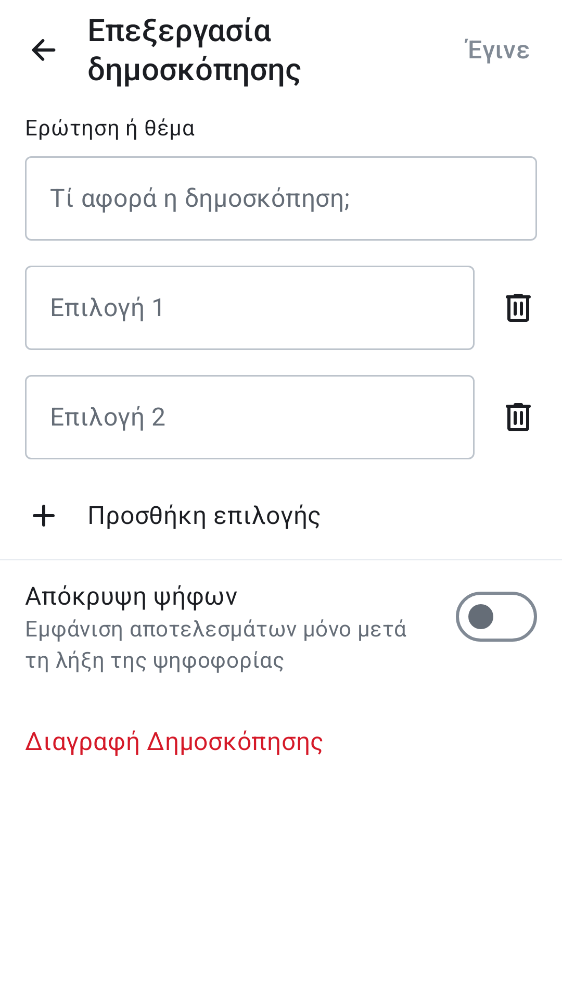 Επεξεργασία
δημοσκόπησης
Έγινε
Ερώτηση ή θέμα
Τί αφορά η δημοσκόπηση;
Επιλογή 1
Επιλογή 2
Προσθήκη επιλογής
Απόκρυψη ψήφων
Εμφάνιση αποτελεσμάτων μόνο μετά
τη λήξη της ψηφοφορίας
Διαγραφή Δημοσκόπησης